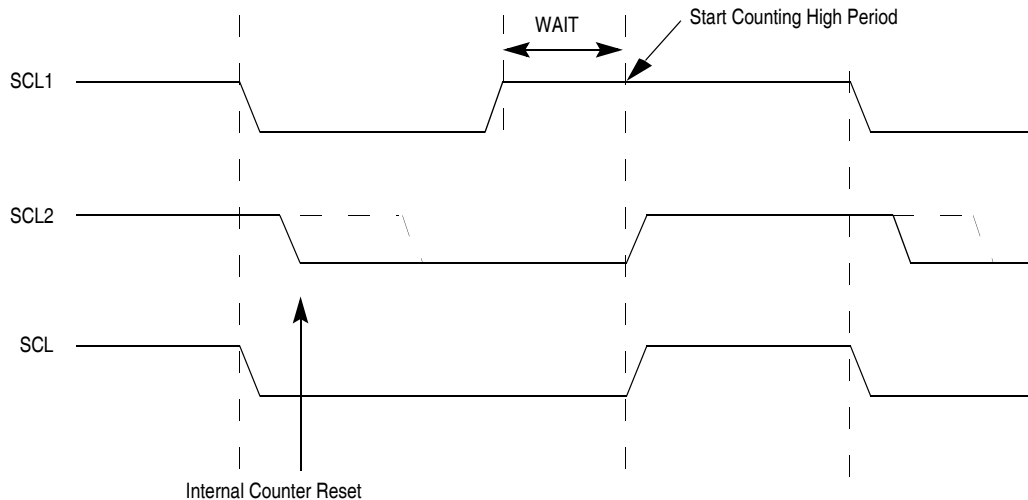 Start Counting High Period
WAIT
SCL1
SCL2
SCL
Internal Counter Reset